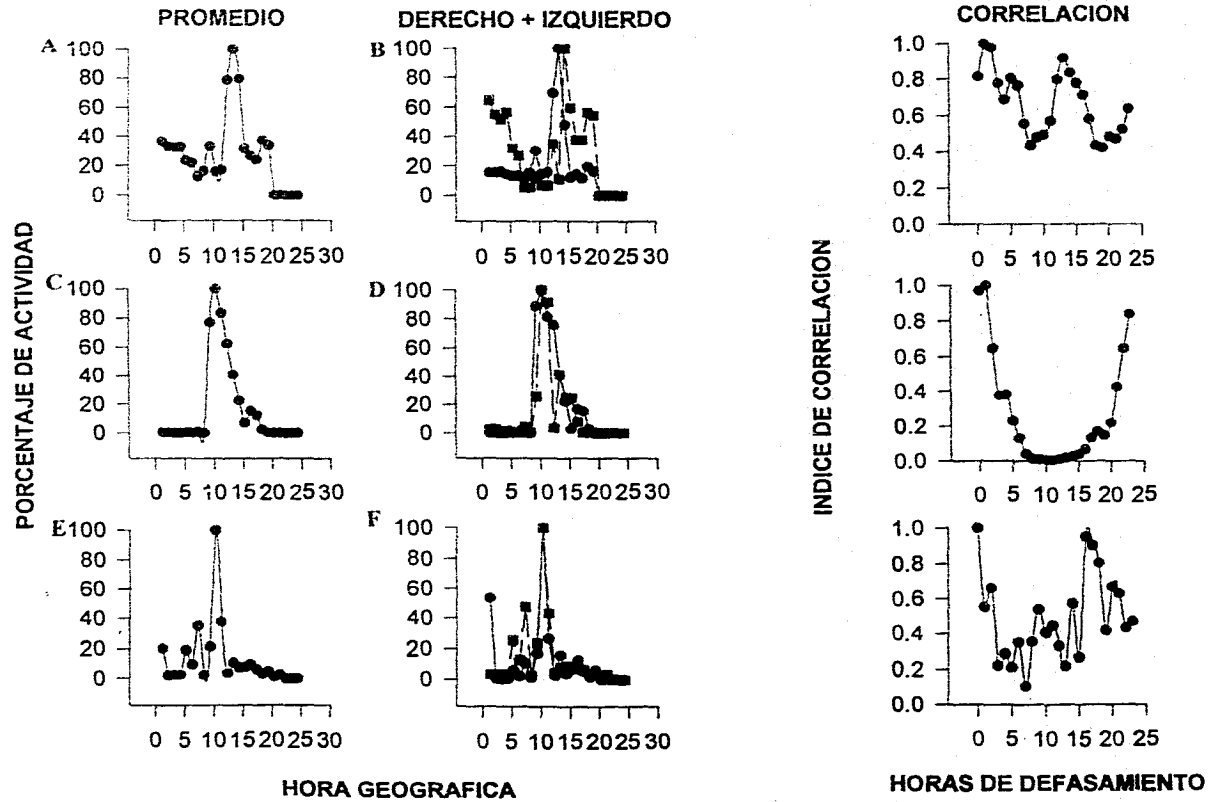 PROMEDIO
DERECHO + IZQUIERDO
CORRELACION
A 100
80
60
40
20
0
0 5 10 15 20 25 30
B 100
80
60
40
20
0
0 5 10 15 20 25 30
1.0
0.8
0.6
0.4
0.2
0.0
0 5 10 15 20 25
PORCENTAJE DE ACTIVIDAD
C 100
80
60
40
20
0
0 5 10 15 20 25 30
D 100
80
60
40
20
0
0 5 10 15 20 25 30
INDICE DE CORRELACION
1.0
0.8
0.6
0.4
0.2
0.0
0 5 10 15 20 25
E 100
80
60
40
20
0
0 5 10 15 20 25 30
F 100
80
60
40
20
0
0 5 10 15 20 25 30
1.0
0.8
0.6
0.4
0.2
0.0
0 5 10 15 20 25
HORA GEOGRAFICA
HORAS DE DEFASAMIENTO